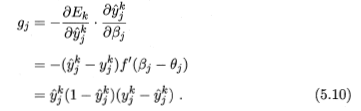 $g_j = -\frac{\partial E_k}{\partial \hat{y}_j^k} \cdot \frac{\partial \hat{y}_j^k}{\partial \beta_j}$
$= -(\hat{y}_j^k - y_j^k) f'(\beta_j - \theta_j)$
$= \hat{y}_j^k (1 - \hat{y}_j^k)(y_j^k - \hat{y}_j^k) \ .$ (5.10)